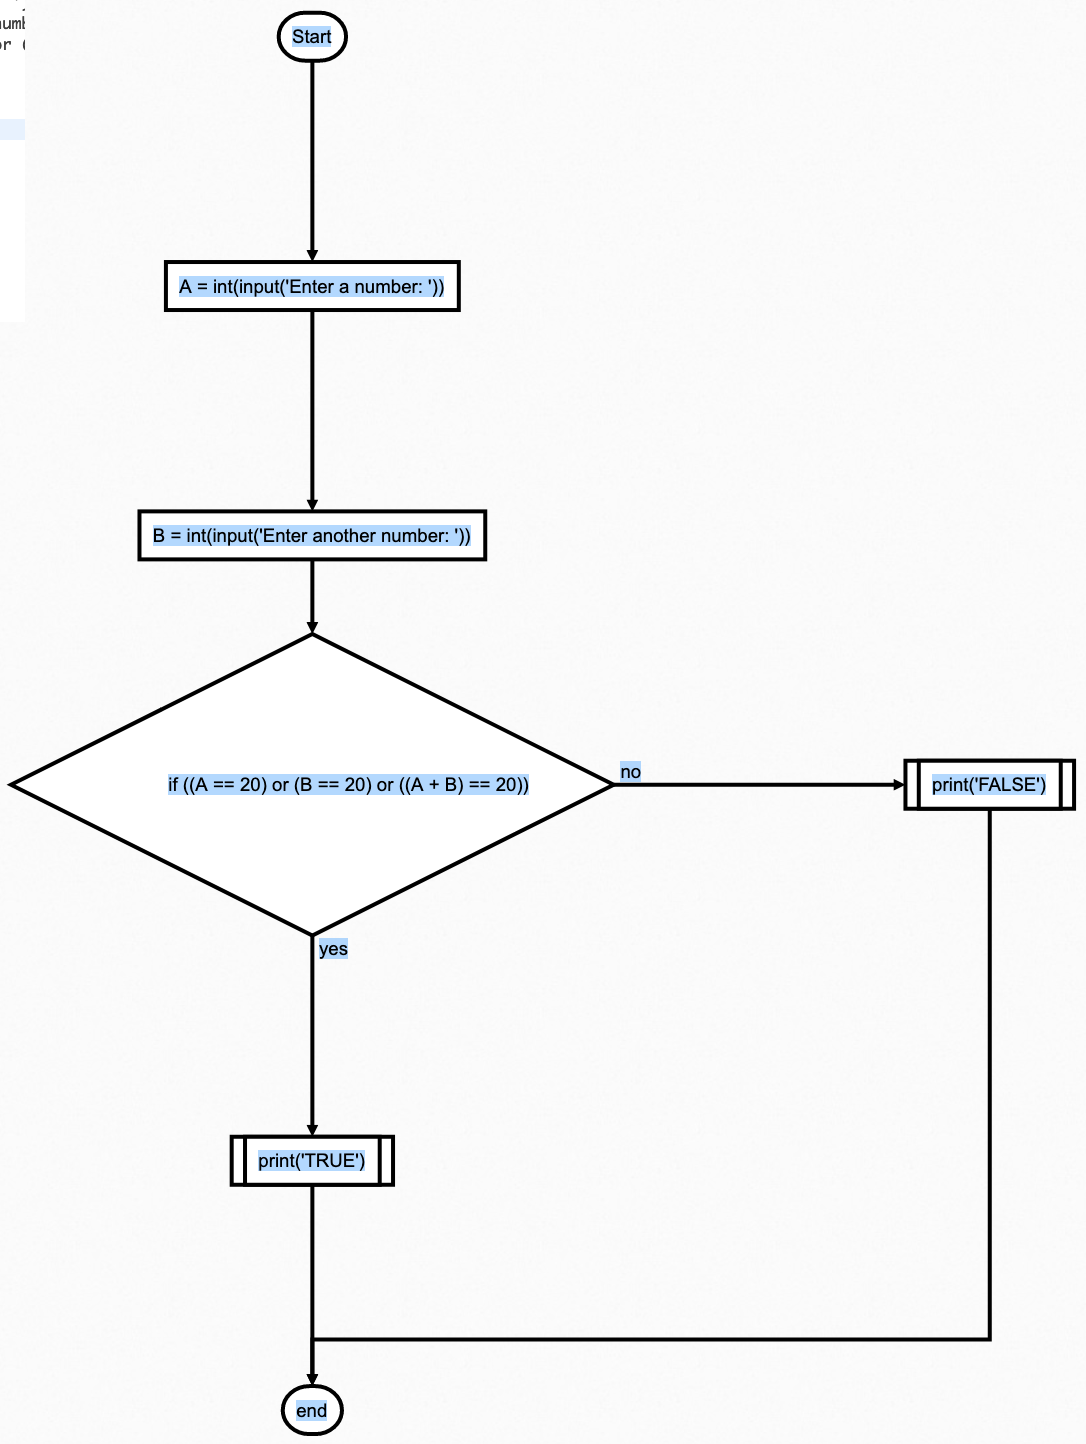 Start
A = int(input('Enter a number: '))
B = int(input('Enter another number: '))
if ((A == 20) or (B == 20) or ((A + B) == 20))
no
print('FALSE')
yes
print('TRUE')
end